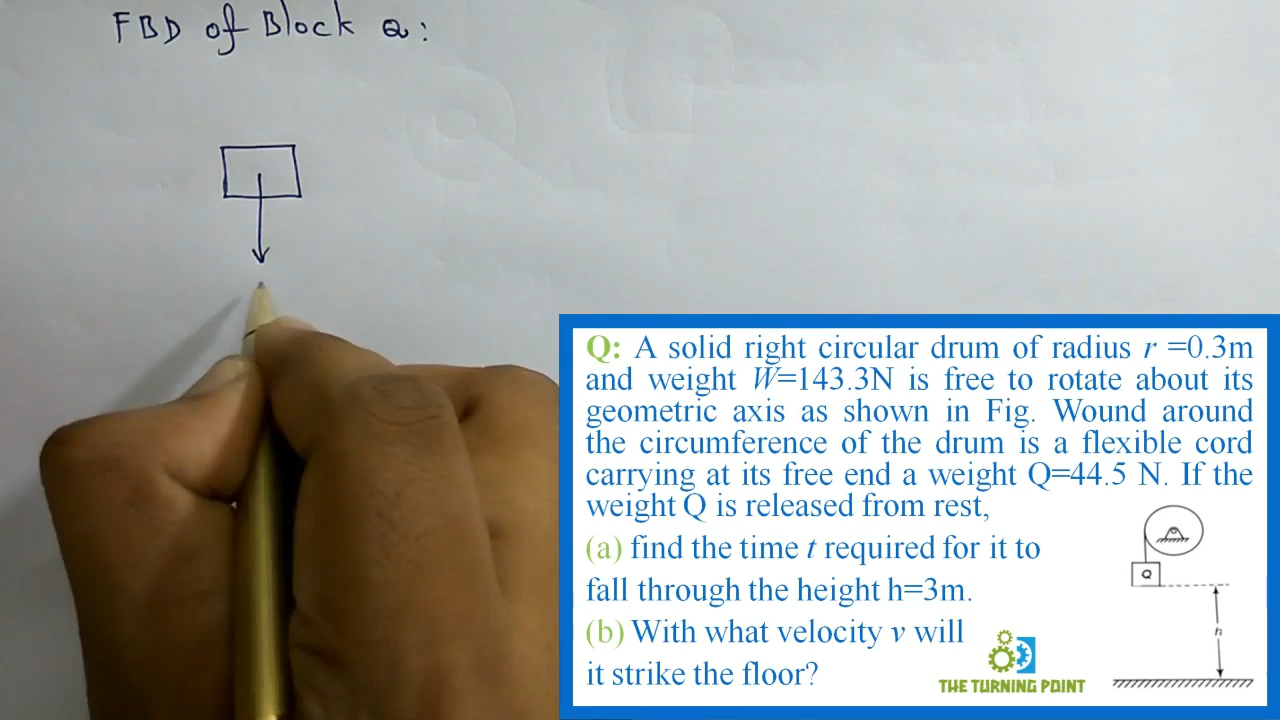 FBD of Block Q:
Q: A solid right circular drum of radius r =0.3m
and weight W=143.3N is free to rotate about its
geometric axis as shown in Fig. Wound around
the circumference of the drum is a flexible cord
carrying at its free end a weight Q=44.5 N. If the
weight Q is released from rest,
(a) find the time t required for it to
fall through the height h=3m.
(b) With what velocity v will
it strike the floor?
Q
h
THE TURNING POINT